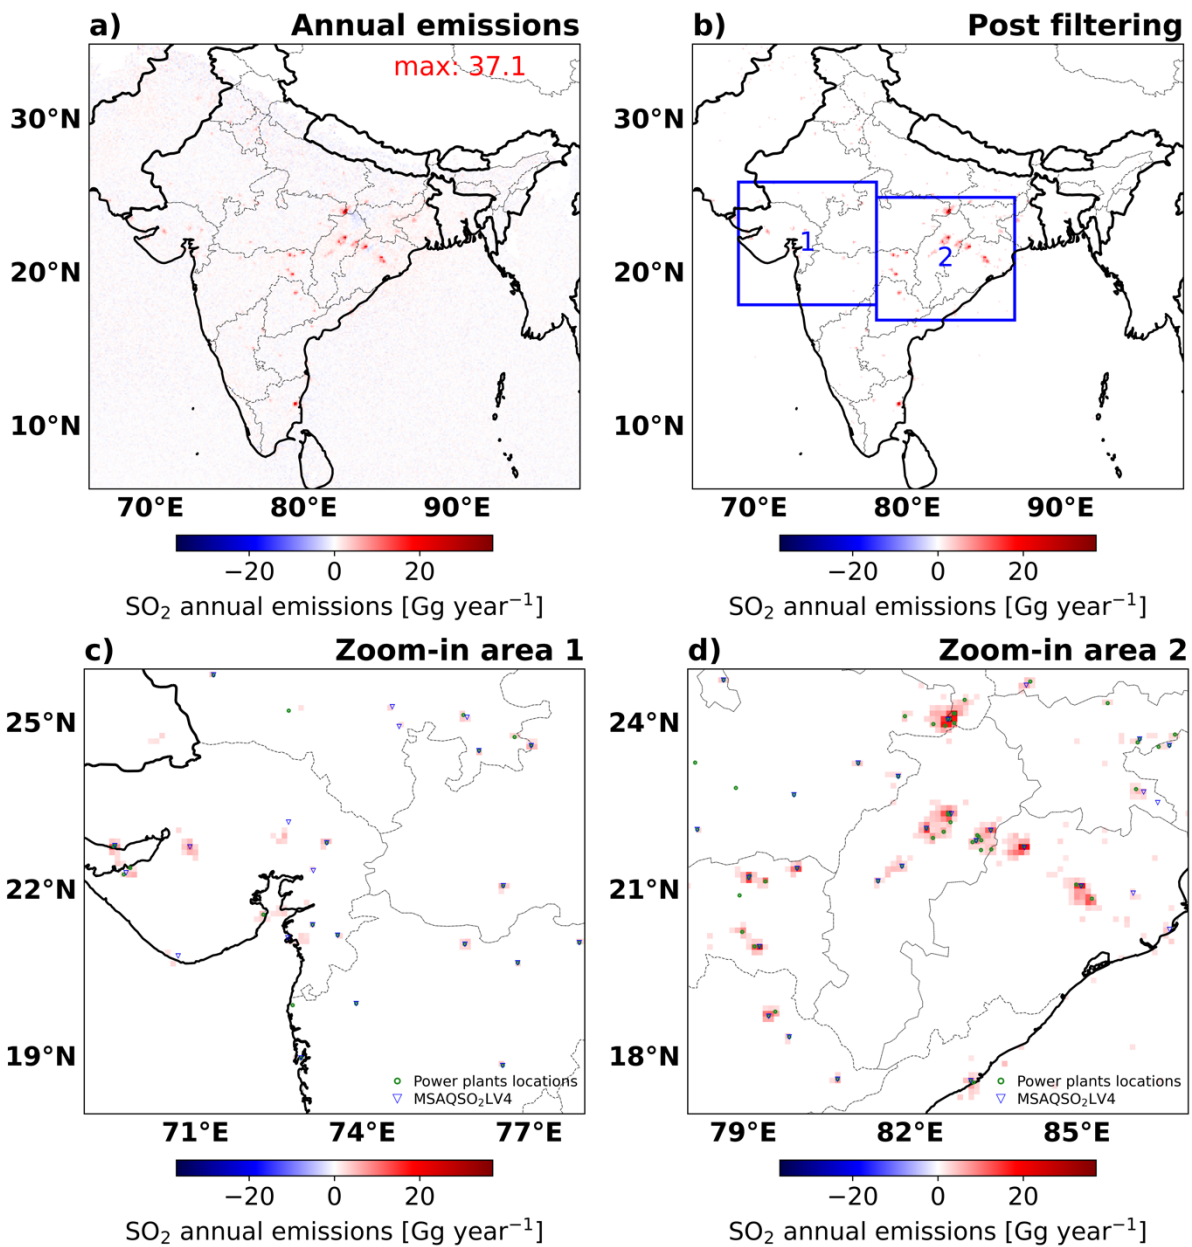 a) Annual emissions
max: 37.1
30°N
20°N
10°N
70°E 80°E 90°E
−20 0 20
SO₂ annual emissions [Gg year⁻¹]
b) Post filtering
1
2
30°N
20°N
10°N
70°E 80°E 90°E
−20 0 20
SO₂ annual emissions [Gg year⁻¹]
c) Zoom-in area 1
25°N
22°N
19°N
Power plants locations
MSAQSO₂LV4
71°E 74°E 77°E
−20 0 20
SO₂ annual emissions [Gg year⁻¹]
d) Zoom-in area 2
24°N
21°N
18°N
Power plants locations
MSAQSO₂LV4
79°E 82°E 85°E
−20 0 20
SO₂ annual emissions [Gg year⁻¹]